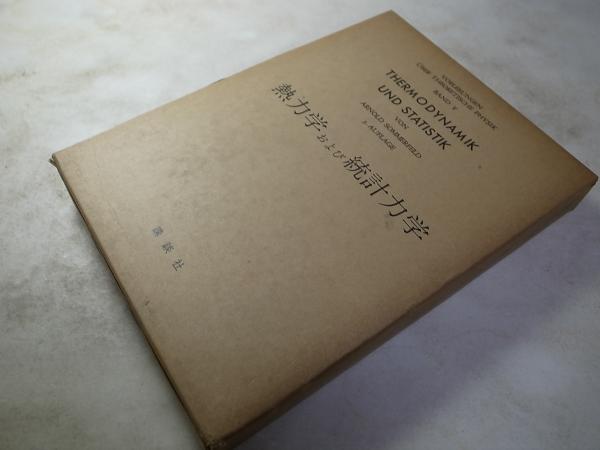 VORLESUNGEN
ÜBER THEORETISCHE PHYSIK
BAND V
THERMODYNAMIK
UND STATISTIK
VON
ARNOLD SOMMERFELD
2. AUFLAGE
熱力学および統計力学
講談社